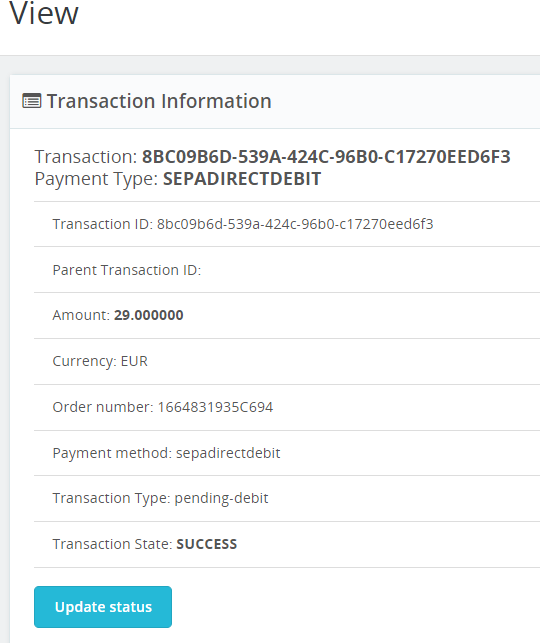 View
Transaction Information
Transaction: 8BC09B6D-539A-424C-96B0-C17270EED6F3
Payment Type: SEPADIRECTDEBIT
Transaction ID: 8bc09b6d-539a-424c-96b0-c17270eed6f3
Parent Transaction ID:
Amount: 29.000000
Currency: EUR
Order number: 1664831935C694
Payment method: sepadirectdebit
Transaction Type: pending-debit
Transaction State: SUCCESS
Update status